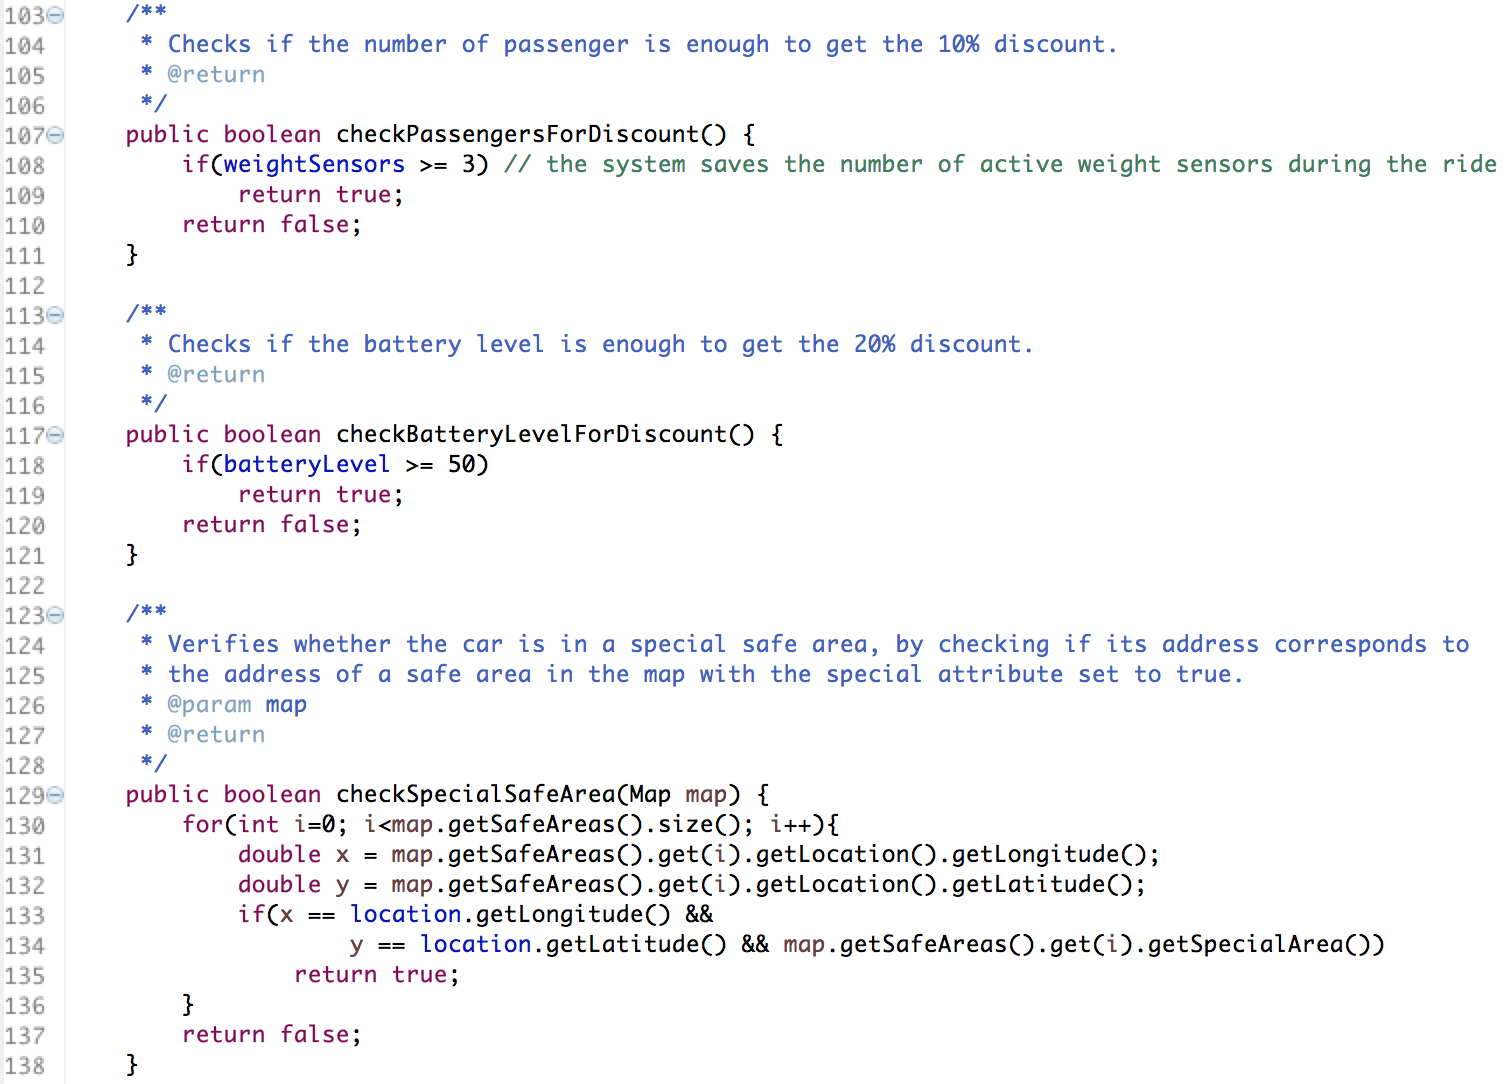 103 /**
104 * Checks if the number of passenger is enough to get the 10% discount.
105 * @return
106 */
107 public boolean checkPassengersForDiscount() {
108 if(weightSensors >= 3) // the system saves the number of active weight sensors during the ride
109 return true;
110 return false;
111 }
112
113 /**
114 * Checks if the battery level is enough to get the 20% discount.
115 * @return
116 */
117 public boolean checkBatteryLevelForDiscount() {
118 if(batteryLevel >= 50)
119 return true;
120 return false;
121 }
122
123 /**
124 * Verifies whether the car is in a special safe area, by checking if its address corresponds to
125 * the address of a safe area in the map with the special attribute set to true.
126 * @param map
127 * @return
128 */
129 public boolean checkSpecialSafeArea(Map map) {
130 for(int i=0; i<map.getSafeAreas().size(); i++){
131 double x = map.getSafeAreas().get(i).getLocation().getLongitude();
132 double y = map.getSafeAreas().get(i).getLocation().getLatitude();
133 if(x == location.getLongitude() &&
134 y == location.getLatitude() && map.getSafeAreas().get(i).getSpecialArea())
135 return true;
136 }
137 return false;
138 }